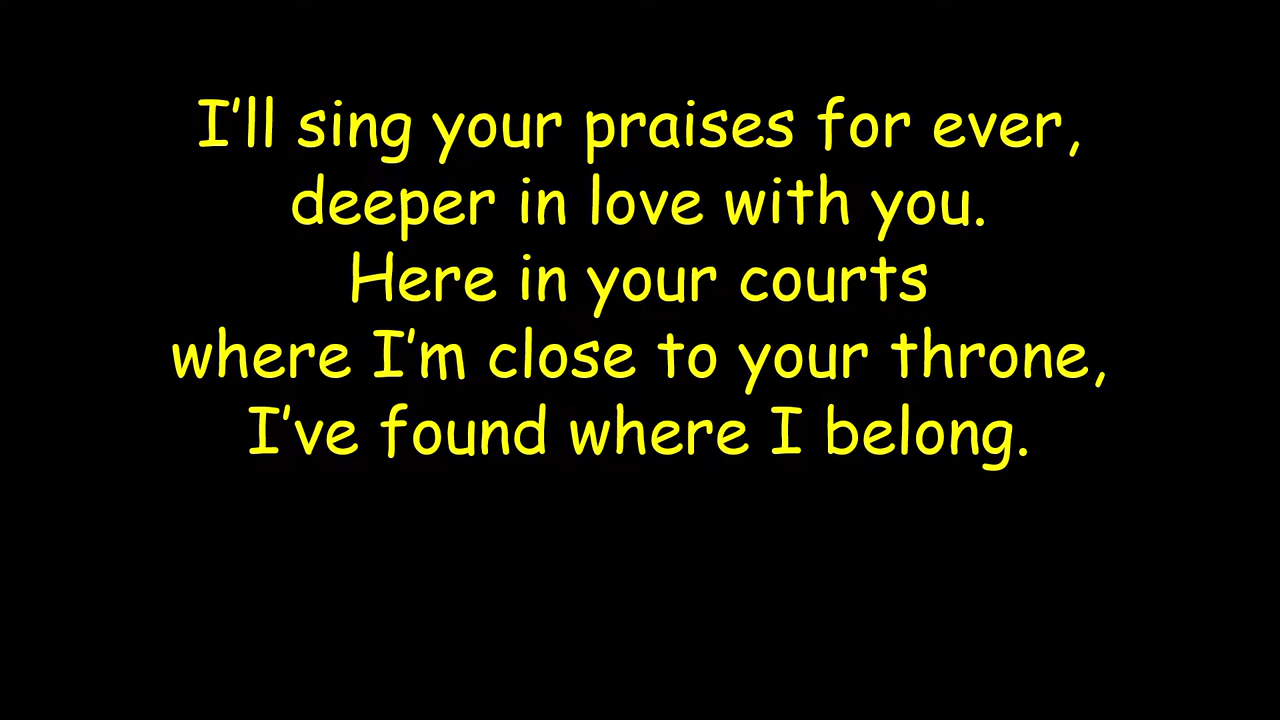 I’ll sing your praises for ever,
deeper in love with you.
Here in your courts
where I’m close to your throne,
I’ve found where I belong.